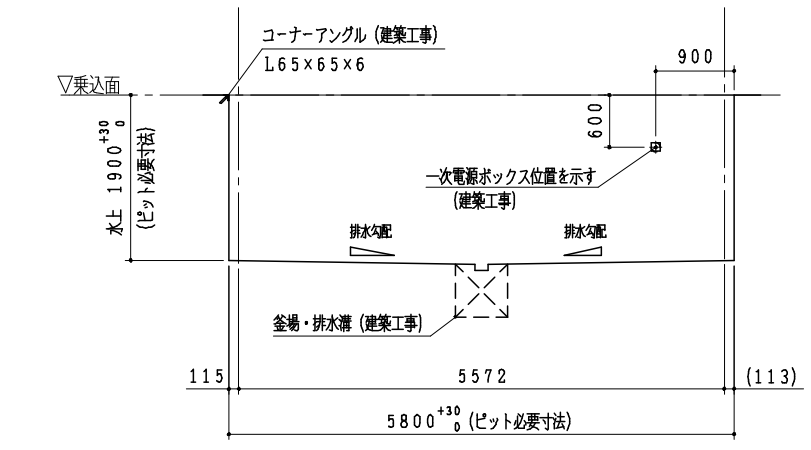 コーナーアングル (建築工事)
L65×65×6
900
▽乗込面
600
水上 1900 +30 0
(ピット必要寸法)
一次電源ボックス位置を示す
(建築工事)
排水勾配
排水勾配
釜場・排水溝 (建築工事)
115
5572
(113)
5800 +30 0 (ピット必要寸法)